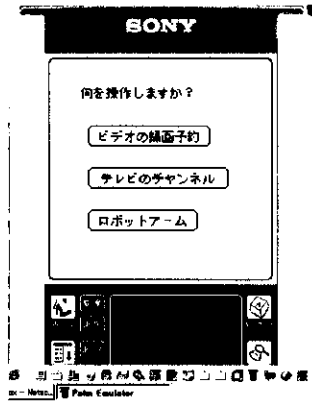 SONY
何を操作しますか？
ビデオの録画予約
テレビのチャンネル
ロボットアーム
Palm Emulator